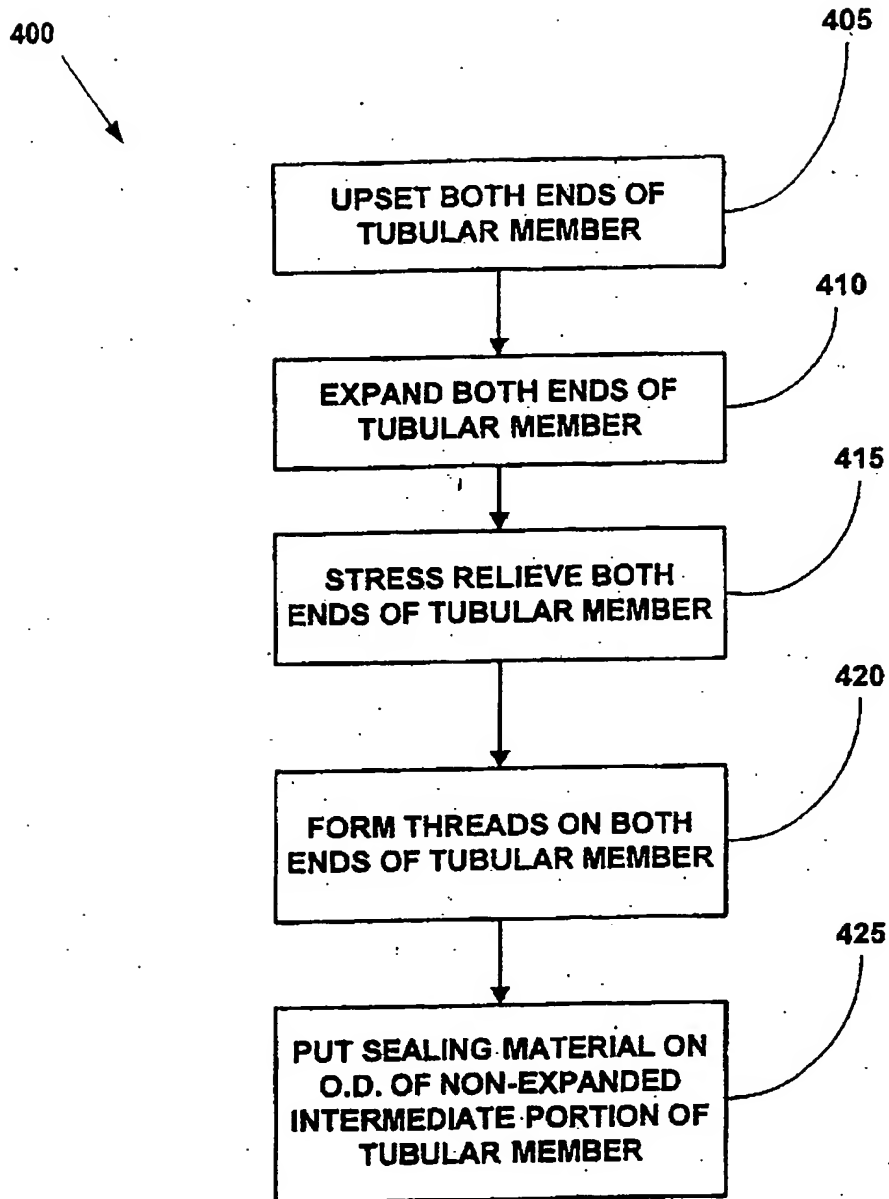 400
405
UPSET BOTH ENDS OF
TUBULAR MEMBER
410
EXPAND BOTH ENDS OF
TUBULAR MEMBER
415
STRESS RELIEVE BOTH
ENDS OF TUBULAR MEMBER
420
FORM THREADS ON BOTH
ENDS OF TUBULAR MEMBER
425
PUT SEALING MATERIAL ON
O.D. OF NON-EXPANDED
INTERMEDIATE PORTION OF
TUBULAR MEMBER